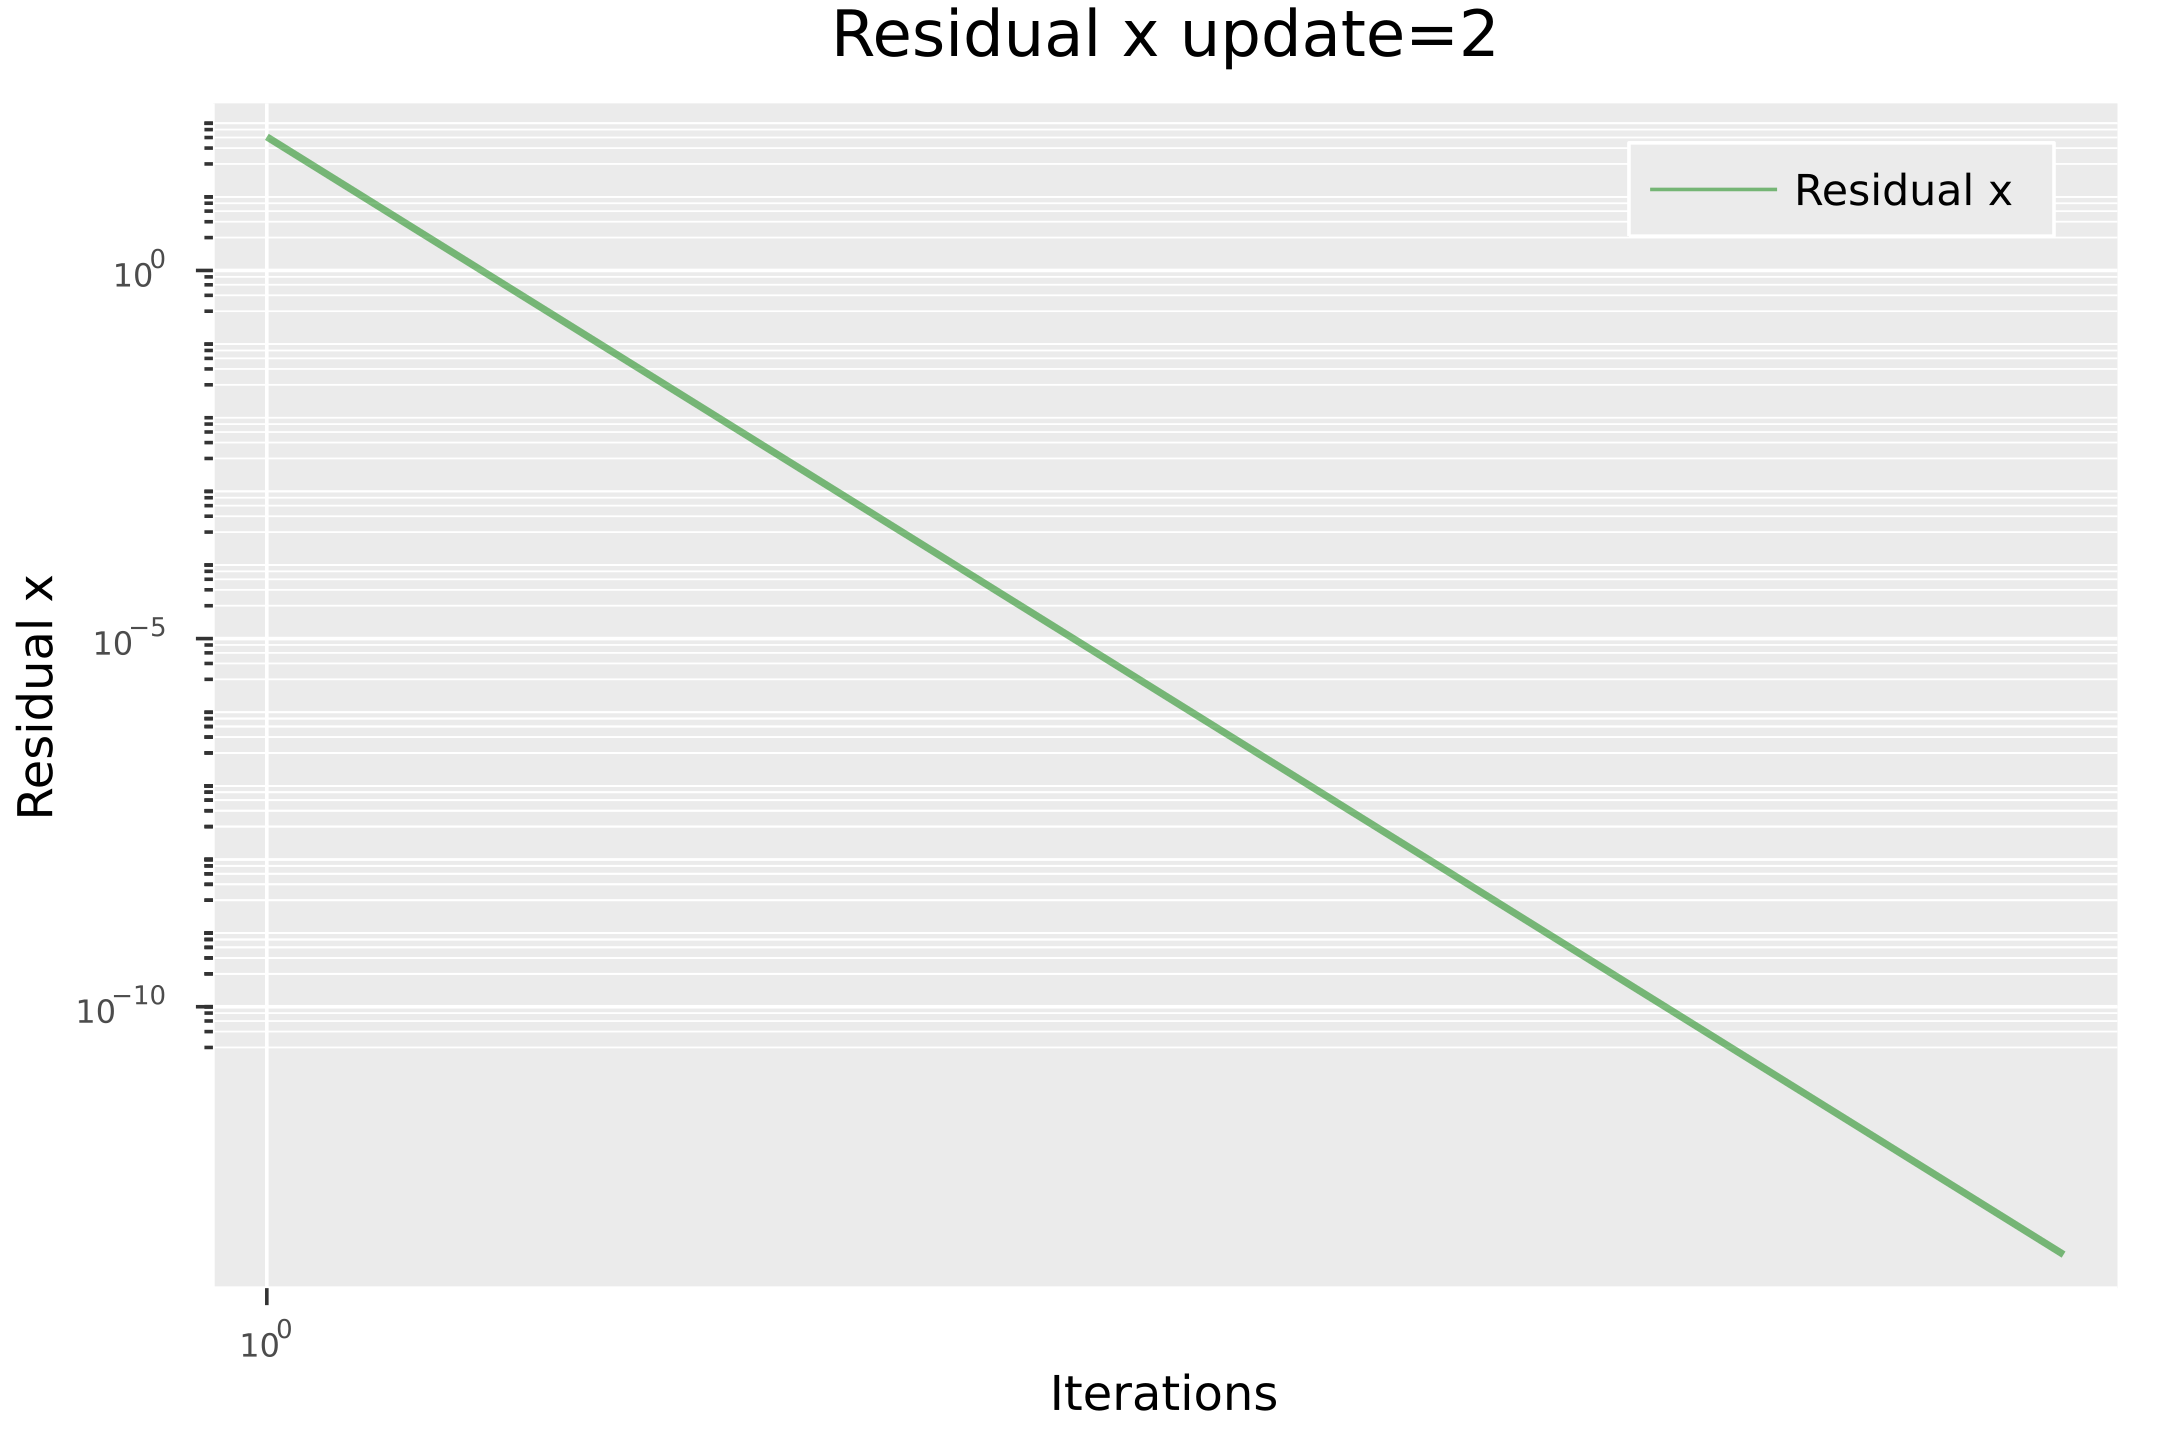 Residual x update=2
Residual x
10^0
10^−5
10^−10
Residual x
10^0
Iterations